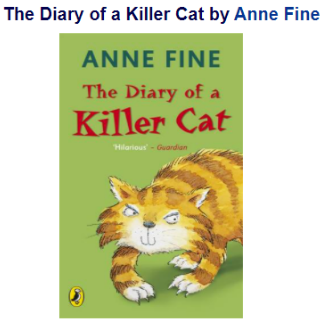 The Diary of a Killer Cat by Anne Fine
ANNE FINE
The Diary of a
Killer Cat
'Hilarious' – Guardian